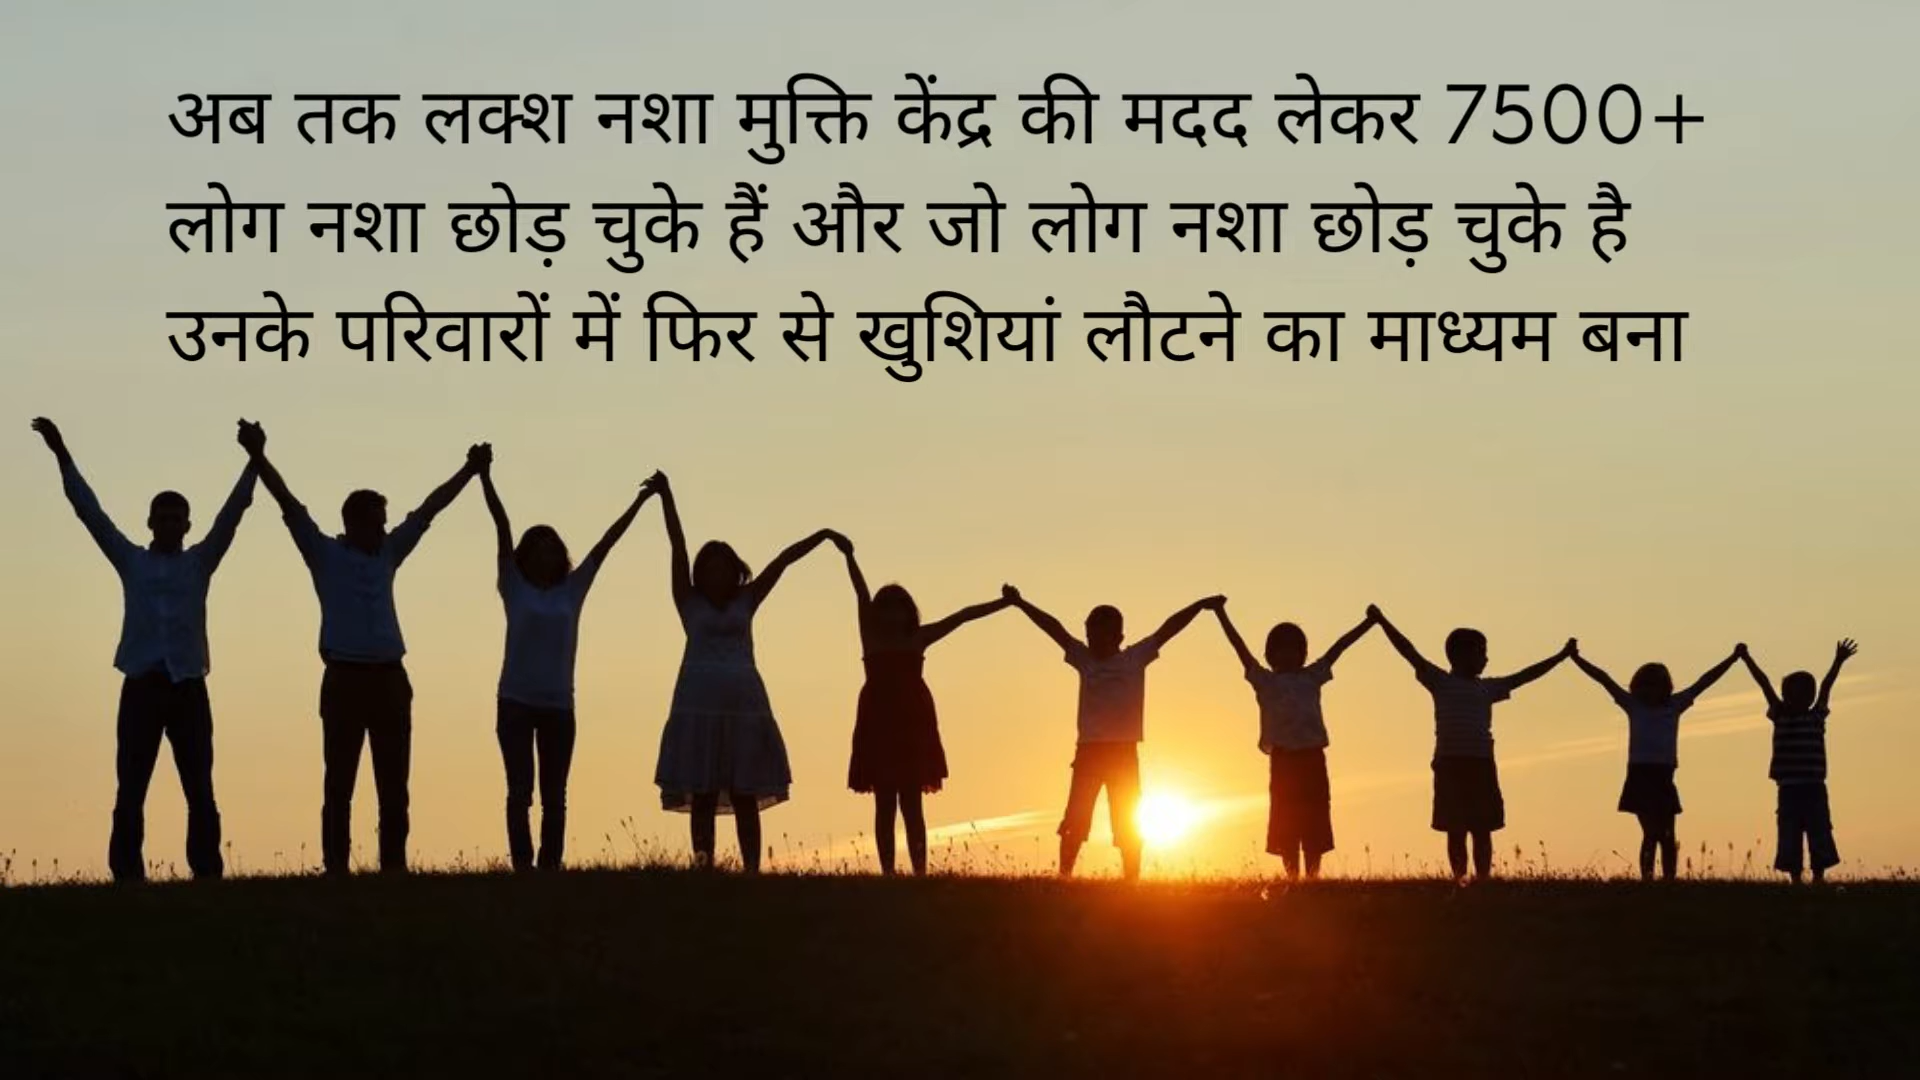 अब तक लक्श नशा मुक्ति केंद्र की मदद लेकर 7500+
लोग नशा छोड़ चुके हैं और जो लोग नशा छोड़ चुके है
उनके परिवारों में फिर से खुशियां लौटने का माध्यम बना